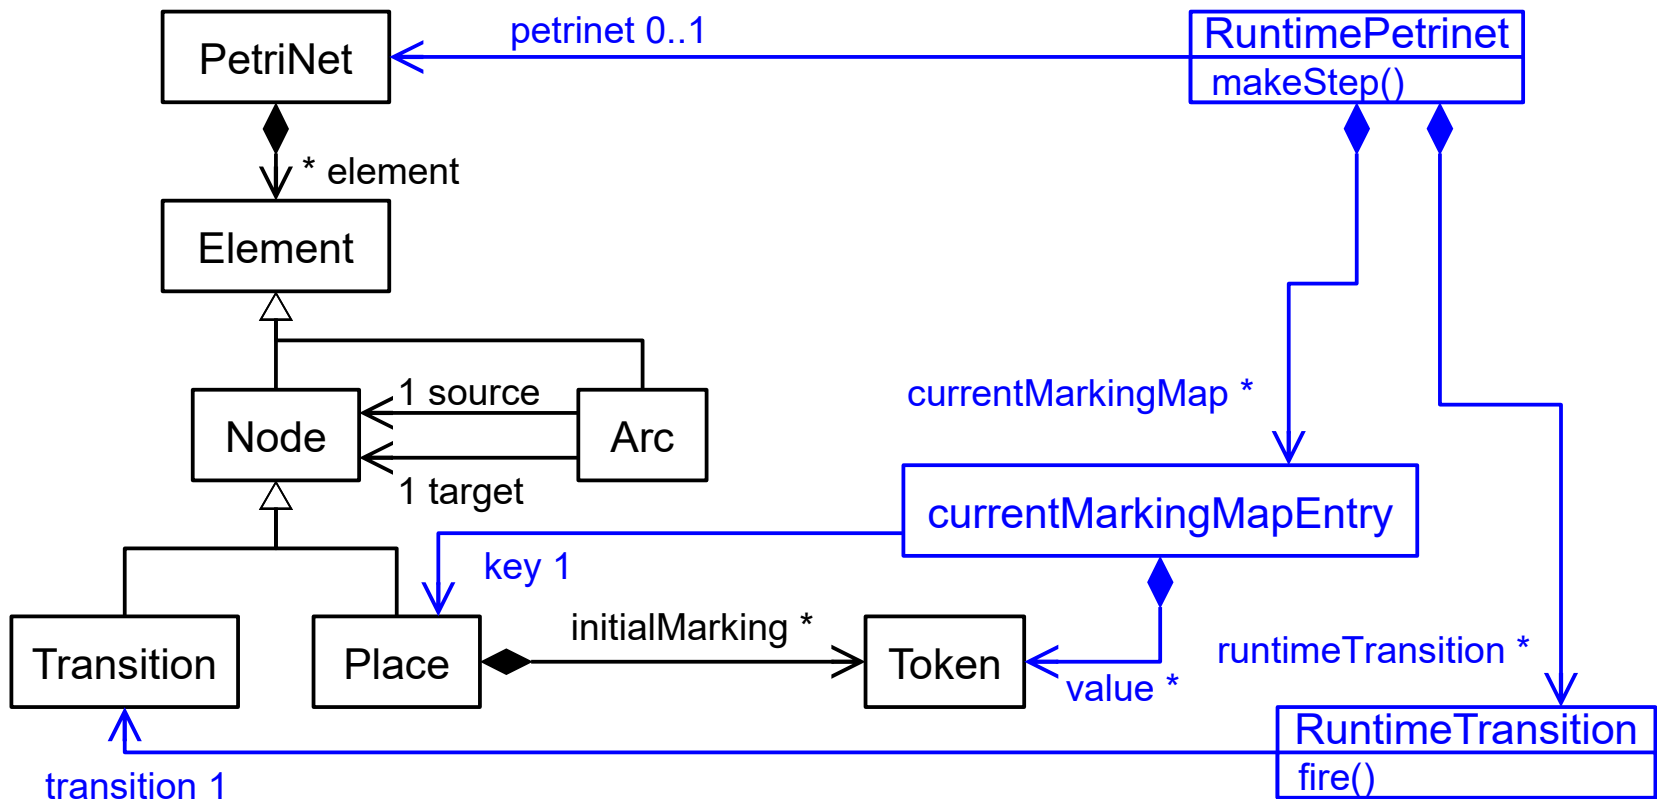 petrinet 0..1
RuntimePetrinet
PetriNet
makeStep()
* element
Element
1 source
currentMarkingMap *
Node
Arc
1 target
currentMarkingMapEntry
key 1
initialMarking *
runtimeTransition *
Transition
Place
Token
value *
RuntimeTransition
transition 1
fire()